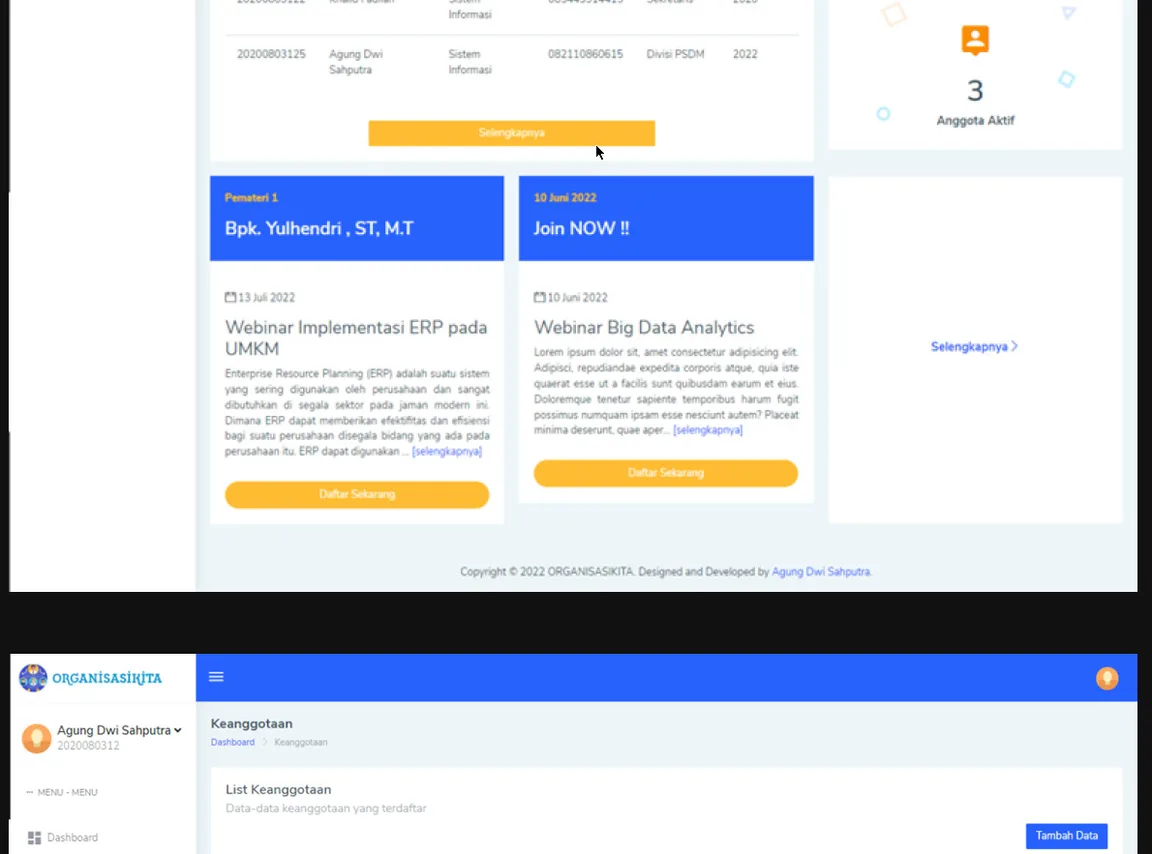 Informasi
20200803125 Agung Dwi Sahputra Sistem Informasi 082110860615 Divisi PSDM 2022
Selengkapnya
3
Anggota Aktif
Pemateri 1
Bpk. Yulhendri , ST, M.T
13 Juli 2022
Webinar Implementasi ERP pada
UMKM
Enterprise Resource Planning (ERP) adalah suatu sistem
yang sering digunakan oleh perusahaan dan sangat
dibutuhkan di segala sektor pada jaman modern ini.
Dimana ERP dapat memberikan efektifitas dan efisiensi
bagi suatu perusahaan disegala bidang yang ada pada
perusahaan itu. ERP dapat digunakan ... [selengkapnya]
Daftar Sekarang
10 Juni 2022
Join NOW !!
10 Juni 2022
Webinar Big Data Analytics
Lorem ipsum dolor sit, amet consectetur adipisicing elit.
Adipisci, repudiandae expedita corporis atque, quia iste
quaerat esse ut a facilis sunt quibusdam earum et eius.
Doloremque tenetur sapiente temporibus harum fugit
possimus numquam ipsam esse nesciunt autem? Placeat
minima deserunt, quae aper... [selengkapnya]
Daftar Sekarang
Selengkapnya
Copyright © 2022 ORGANISASIKITA. Designed and Developed by Agung Dwi Sahputra.
ORGANİSASİKİTA
Agung Dwi Sahputra
2020080312
MENU - MENU
Dashboard
Keanggotaan
Dashboard Keanggotaan
List Keanggotaan
Data-data keanggotaan yang terdaftar
Tambah Data